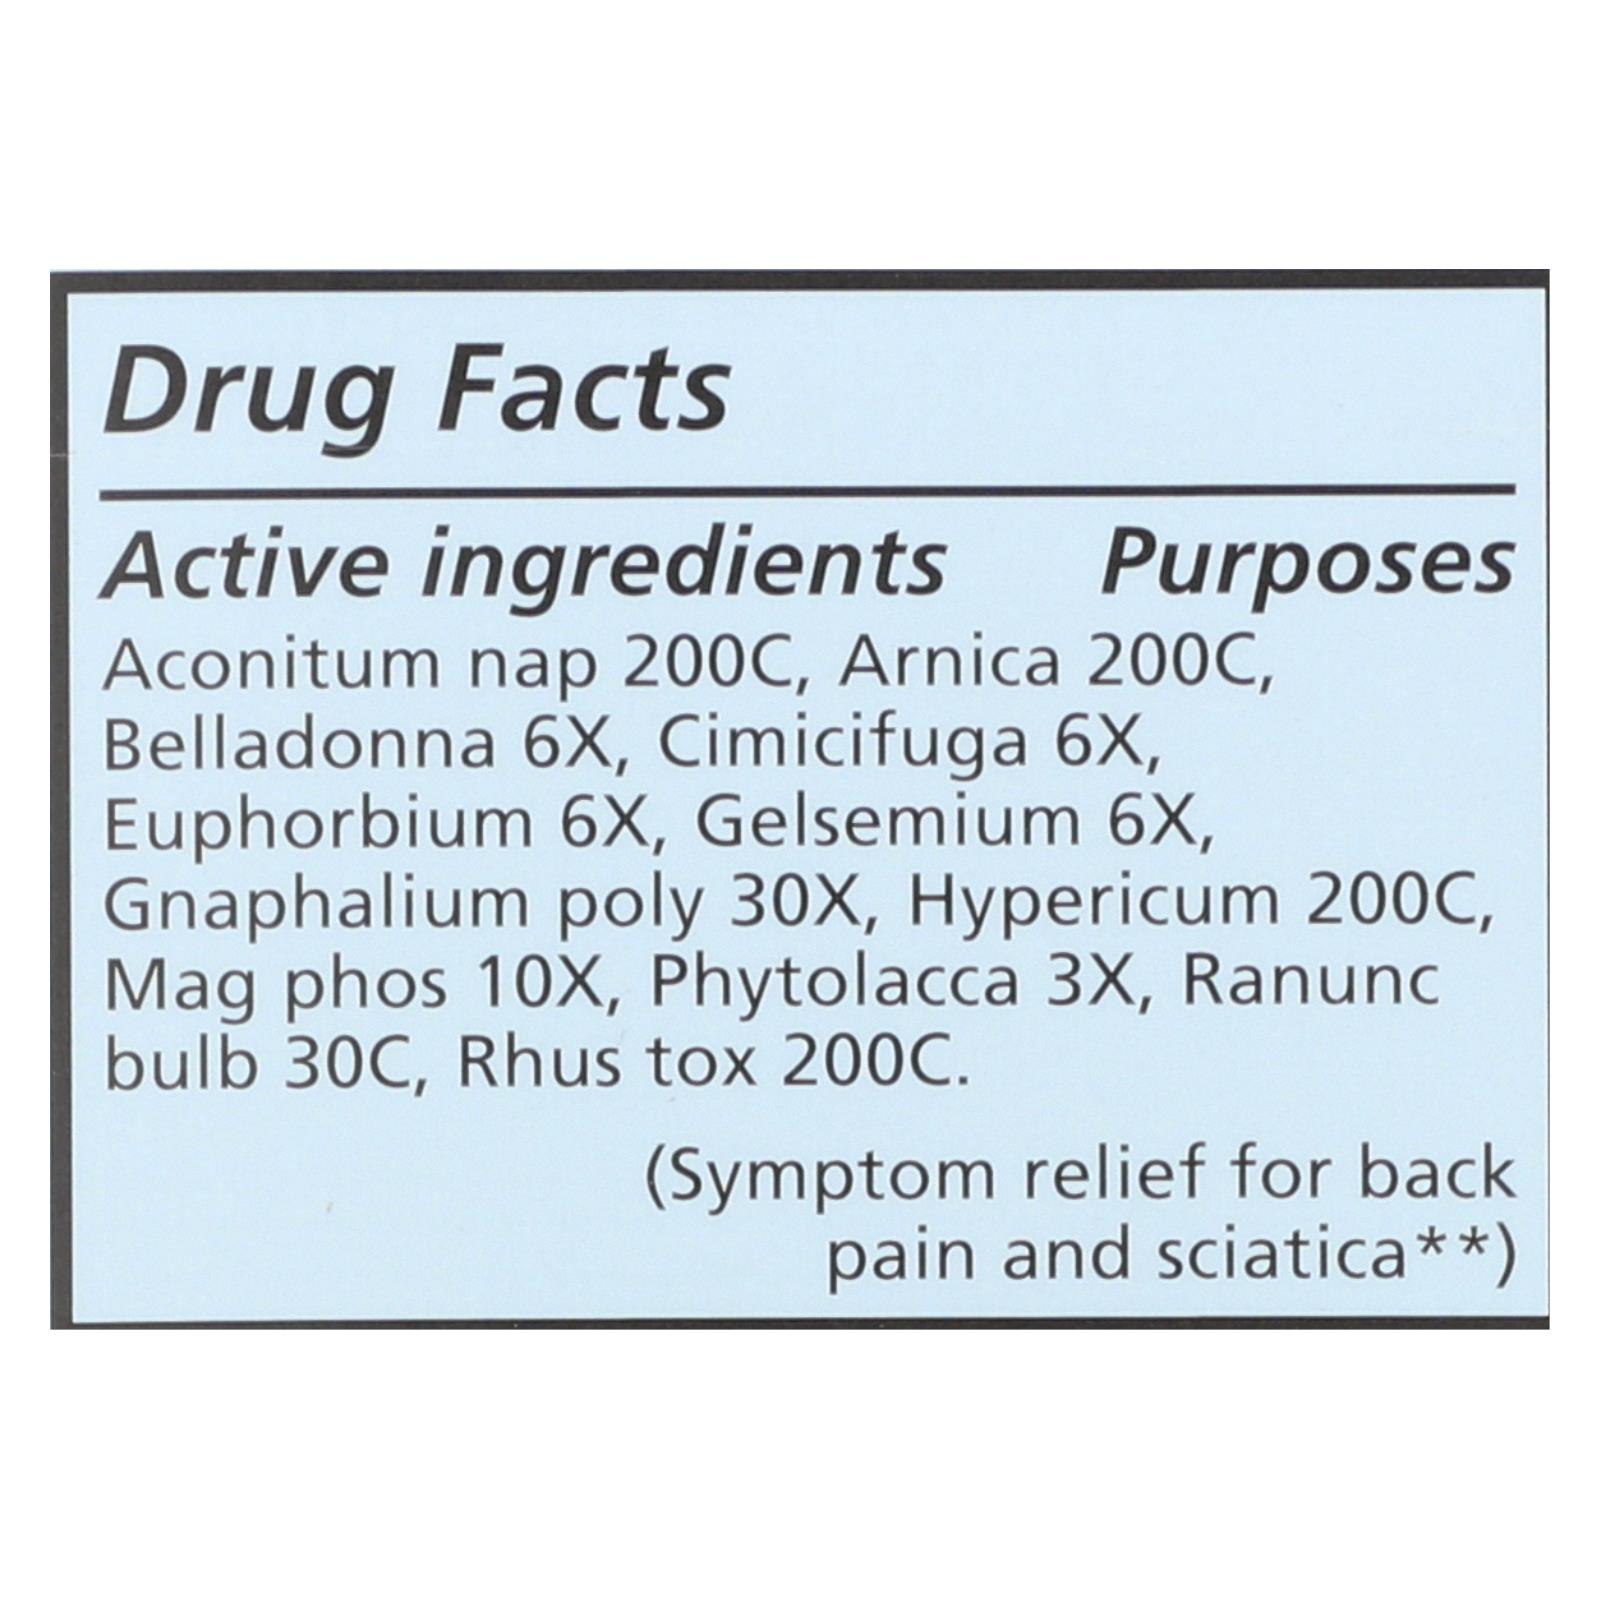 Drug Facts
Active ingredients Purposes
Aconitum nap 200C, Arnica 200C,
Belladonna 6X, Cimicifuga 6X,
Euphorbium 6X, Gelsemium 6X,
Gnaphalium poly 30X, Hypericum 200C,
Mag phos 10X, Phytolacca 3X, Ranunc
bulb 30C, Rhus tox 200C.
(Symptom relief for back
pain and sciatica**)